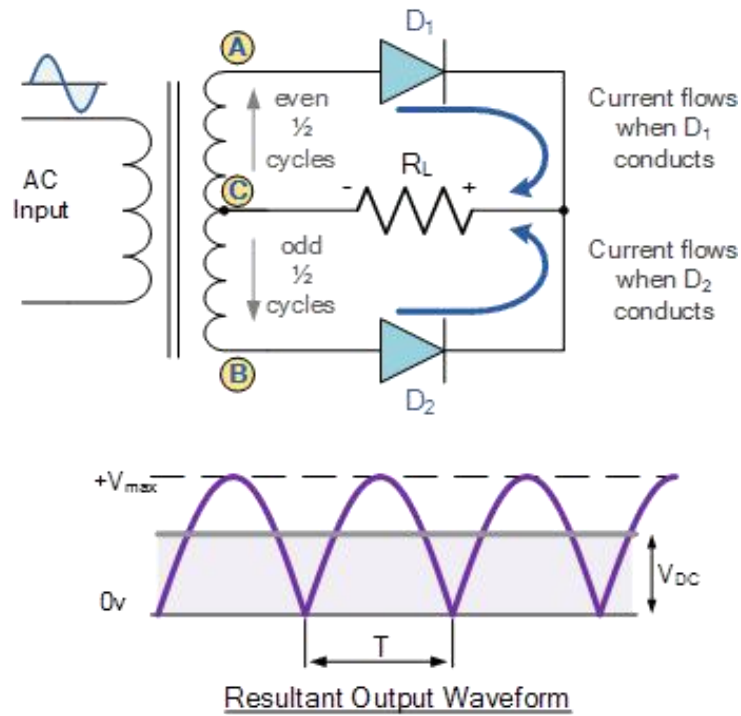 A
D₁
AC
Input
even
½
cycles
Current flows
when D₁
conducts
C
- R_L +
odd
½
cycles
Current flows
when D₂
conducts
B
D₂
+Vmax
0v
VDC
T
Resultant Output Waveform